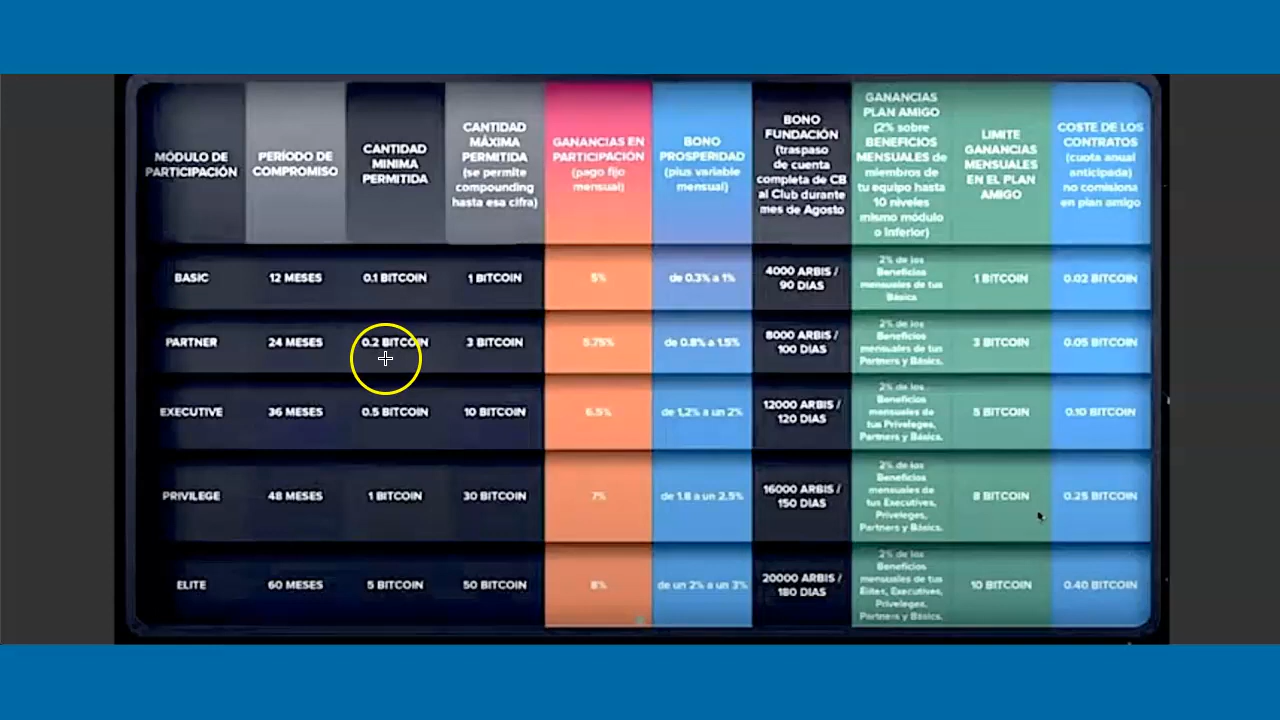 MÓDULO DE
PARTICIPACIÓN
PERÍODO DE
COMPROMISO
CANTIDAD
MINIMA
PERMITIDA
CANTIDAD
MÁXIMA
PERMITIDA
(se permite
compounding
hasta esa cifra)
GANANCIAS EN
PARTICIPACIÓN
(pago fijo
mensual)
BONO
PROSPERIDAD
(plus variable
mensual)
BONO
FUNDACIÓN
(traspaso
de cuenta
completa de CB
al Club durante
mes de Agosto
GANANCIAS
PLAN AMIGO
(2% sobre
BENEFICIOS
MENSUALES de
miembros de
tu equipo hasta
10 niveles
mismo módulo
o inferior)
LIMITE
GANANCIAS
MENSUALES
EN EL PLAN
AMIGO
COSTE DE LOS
CONTRATOS
(cuota anual
anticipada)
no comisiona
en plan amigo
BASIC
12 MESES
0.1 BITCOIN
1 BITCOIN
5%
de 0.3% a 1%
4000 ARBIS /
90 DIAS
2% de los
Beneficios
mensuales de tus
Básics
1 BITCOIN
0.02 BITCOIN
PARTNER
24 MESES
0.2 BITCOIN
3 BITCOIN
5.75%
de 0.8% a 1.5%
8000 ARBIS /
100 DIAS
2% de los
Beneficios
mensuales de tus
Partners y Básics.
3 BITCOIN
0.05 BITCOIN
EXECUTIVE
36 MESES
0.5 BITCOIN
10 BITCOIN
6.5%
de 1,2% a un 2%
12000 ARBIS /
120 DIAS
2% de los
Beneficios
mensuales de
tus Priveleges,
Partners y Básics.
5 BITCOIN
0.10 BITCOIN
PRIVILEGE
48 MESES
1 BITCOIN
30 BITCOIN
7%
de 1.8 a un 2.5%
16000 ARBIS /
150 DIAS
2% de los
Beneficios
mensuales de
tus Executives,
Priveleges,
Partners y Básics.
8 BITCOIN
0.25 BITCOIN
ELITE
60 MESES
5 BITCOIN
50 BITCOIN
8%
de un 2% a un 3%
20000 ARBIS /
180 DIAS
2% de los
Beneficios
mensuales de tus
Elites, Executives,
Priveleges,
Partners y Básics.
10 BITCOIN
0.40 BITCOIN